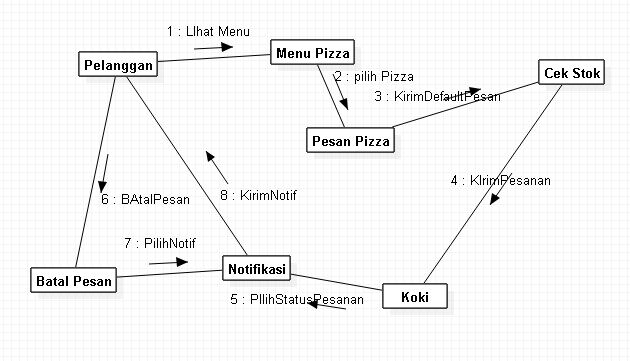 1 : LIhat Menu
Pelanggan
Menu Pizza
2 : pilih Pizza
Cek Stok
3 : KirimDefaultPesan
Pesan Pizza
4 : KIrimPesanan
6 : BAtalPesan
8 : KirimNotif
7 : PilihNotif
Batal Pesan
Notifikasi
Koki
5 : PIlihStatusPesanan